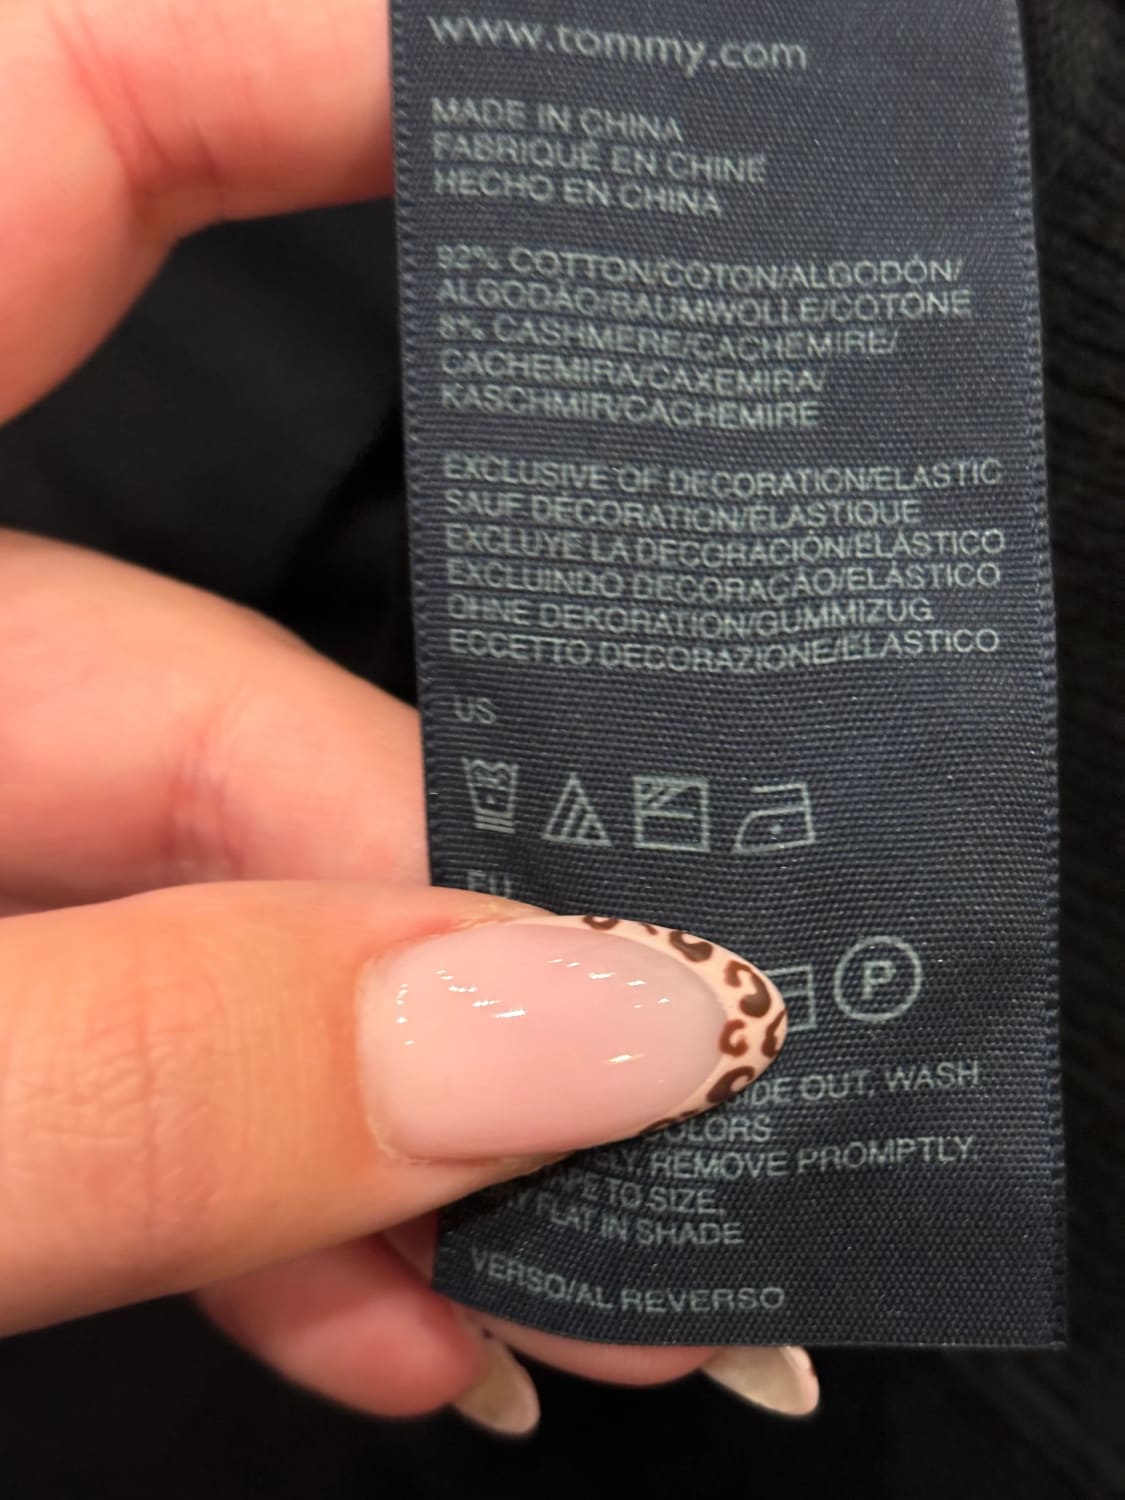 www.tommy.com
MADE IN CHINA
FABRIQUÉ EN CHINE
HECHO EN CHINA
92% COTTON/COTON/ALGODÓN/
ALGODÃO/BAUMWOLLE/COTONE
8% CASHMERE/CACHEMIRE/
CACHEMIRA/CAXEMIRA/
KASCHMIR/CACHEMIRE
EXCLUSIVE OF DECORATION/ELASTIC
SAUF DÉCORATION/ÉLASTIQUE
EXCLUYE LA DECORACIÓN/ELÁSTICO
EXCLUINDO DECORAÇÃO/ELÁSTICO
OHNE DEKORATION/GUMMIZUG
ECCETTO DECORAZIONE/ELASTICO
US
EU
P
OUT, WASH
COLORS
REMOVE PROMPTLY.
TO SIZE,
FLAT IN SHADE
VERSO/AL REVERSO